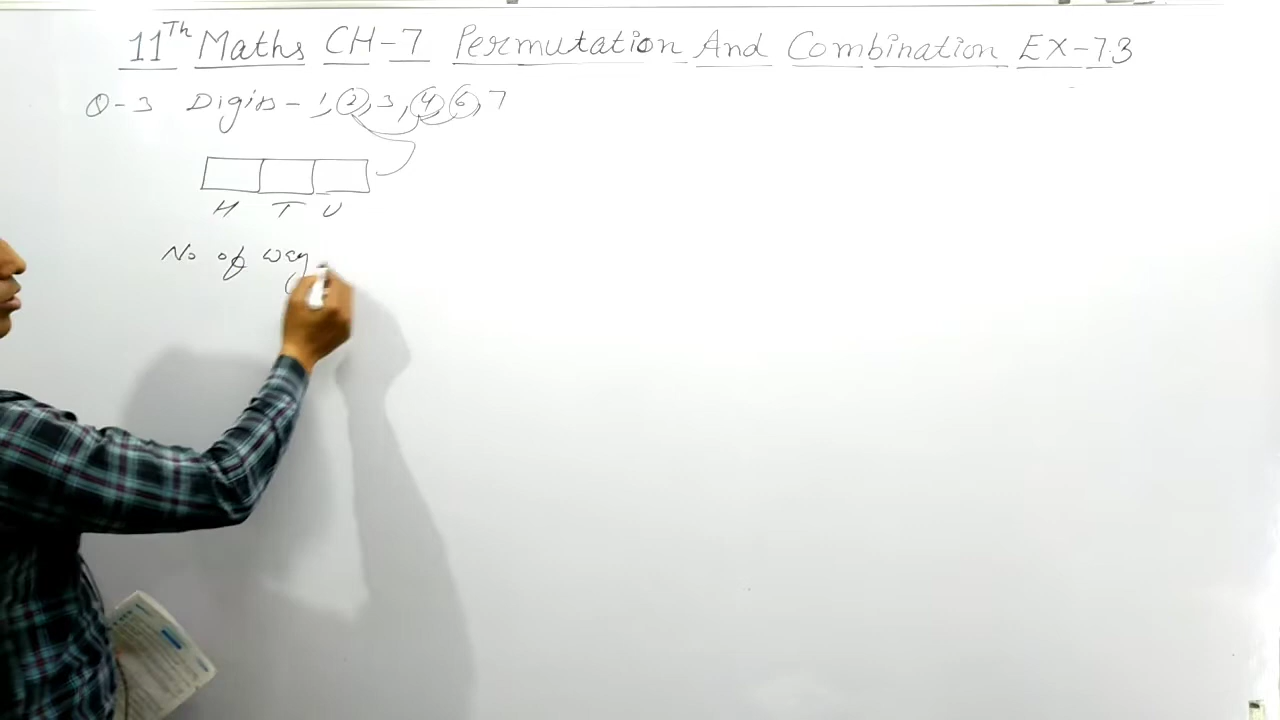 11Th Maths CH-7 Permutation And Combination EX-7.3
Q-3 Digits - 1, 2, 3, 4, 6, 7
H T U
No of way